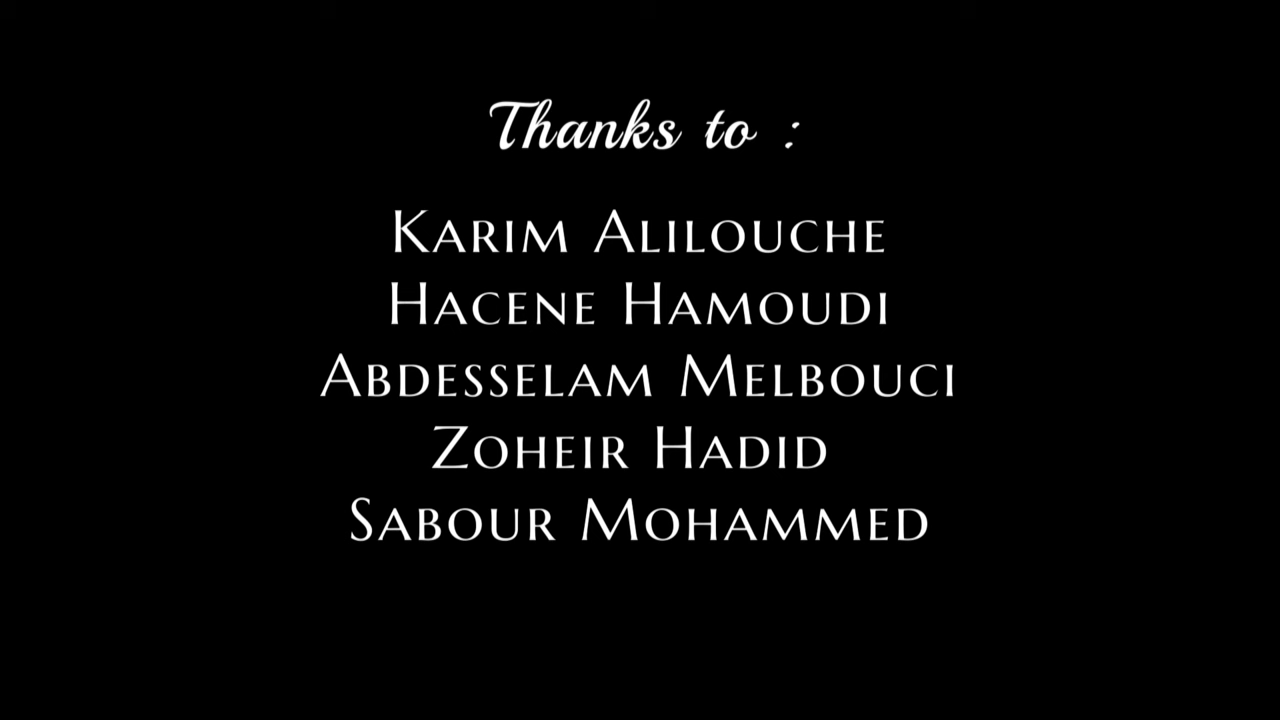 Thanks to :
Karim Alilouche
Hacene Hamoudi
Abdesselam Melbouci
Zoheir Hadid
Sabour Mohammed